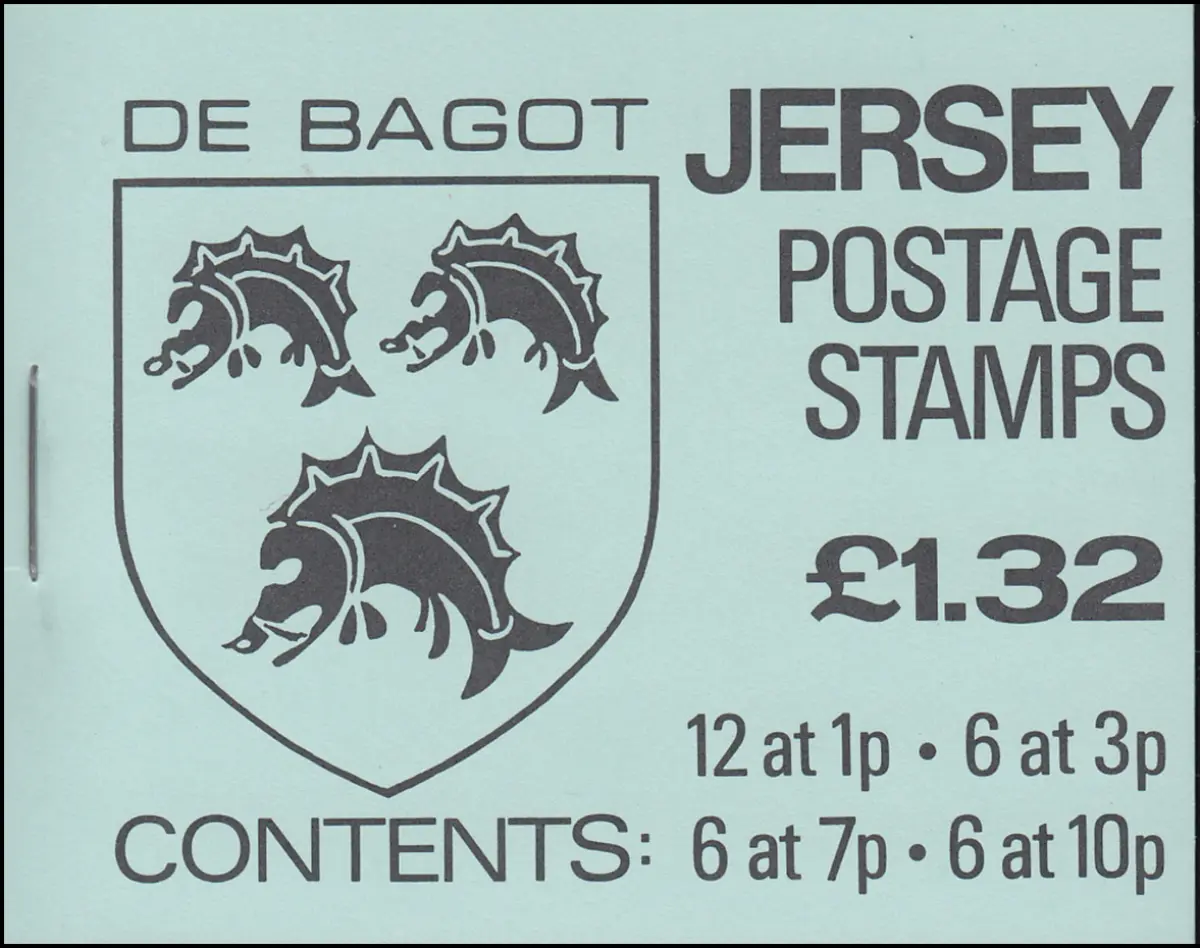 DE BAGOT
JERSEY
POSTAGE
STAMPS
£1.32
12 at 1p • 6 at 3p
CONTENTS: 6 at 7p • 6 at 10p